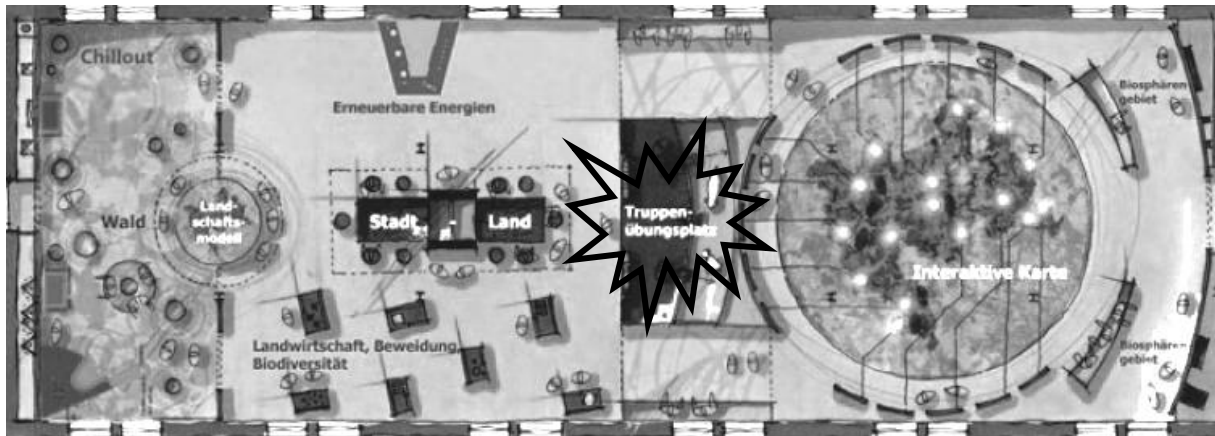 Chillout
Wald
Land-
schafts-
modell
Erneuerbare Energien
Stadt
Land
Landwirtschaft, Beweidung,
Biodiversität
Truppen-
übungsplatz
Interaktive Karte
Biosphären
gebiet
Biosphären
gebiet